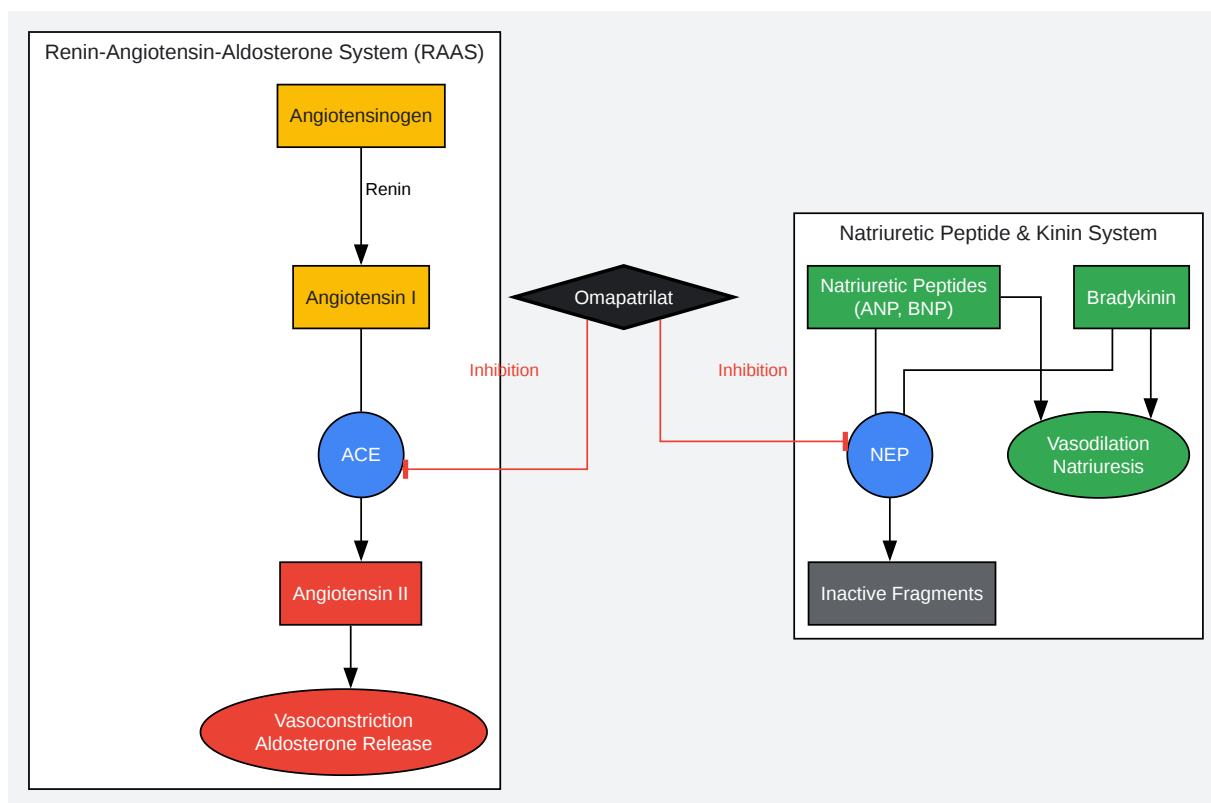 Renin-Angiotensin-Aldosterone System (RAAS)
Angiotensinogen
Renin
Angiotensin I
ACE
Angiotensin II
Vasoconstriction
Aldosterone Release
Omapatrilat
Inhibition
Inhibition
Natriuretic Peptide & Kinin System
Natriuretic Peptides
(ANP, BNP)
Bradykinin
NEP
Vasodilation
Natriuresis
Inactive Fragments